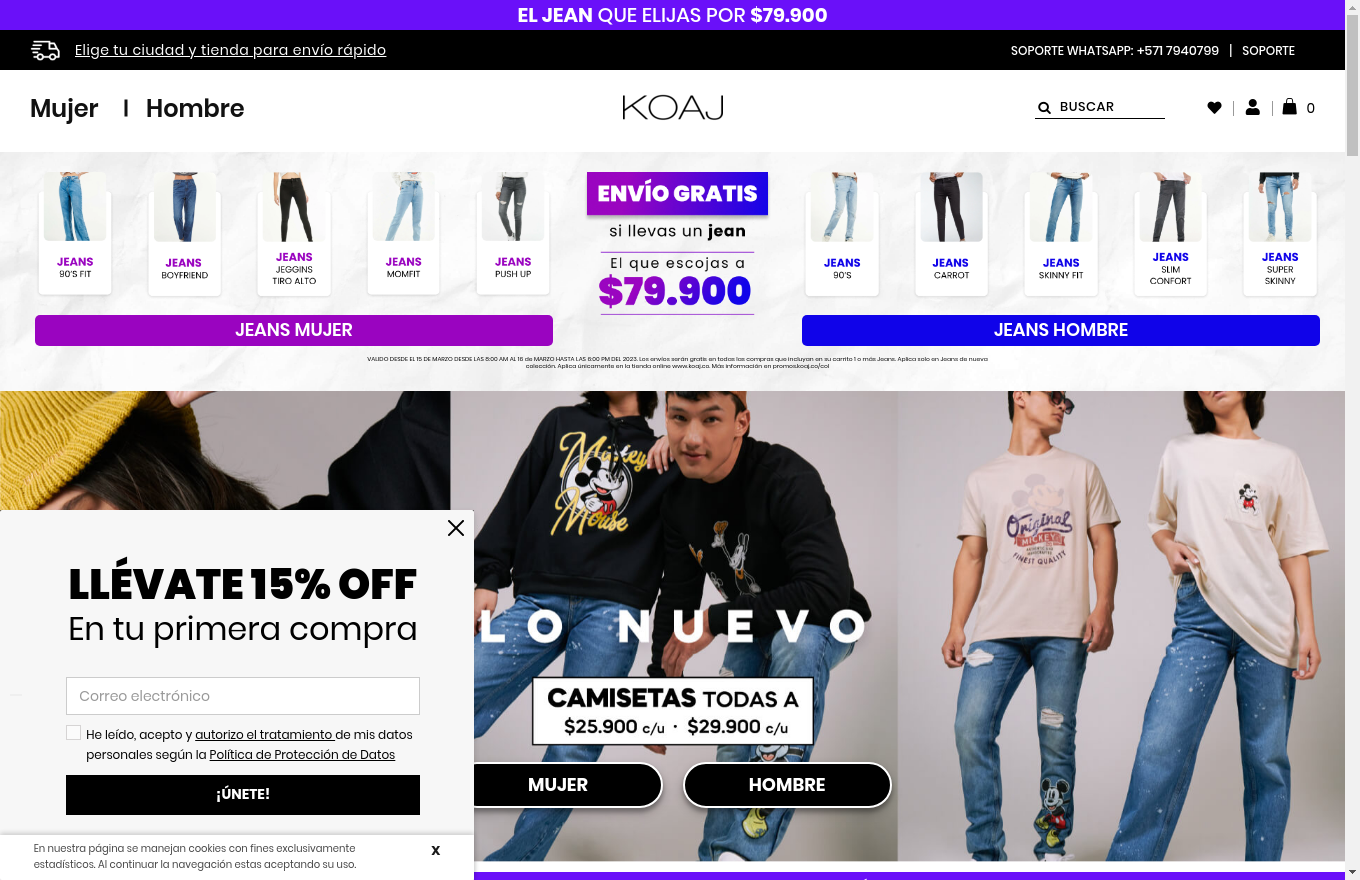 EL JEAN QUE ELIJAS POR $79.900
Elige tu ciudad y tienda para envío rápido
SOPORTE WHATSAPP: +571 7940799 | SOPORTE
Mujer | Hombre
KOAJ
BUSCAR
0
JEANS
90'S FIT
JEANS
BOYFRIEND
JEANS
JEGGINS
TIRO ALTO
JEANS
MOMFIT
JEANS
PUSH UP
JEANS MUJER
ENVÍO GRATIS
si llevas un jean
El que escojas a
$79.900
JEANS
90'S
JEANS
CARROT
JEANS
SKINNY FIT
JEANS
SLIM
CONFORT
JEANS
SUPER
SKINNY
JEANS HOMBRE
VALIDO DESDE EL 15 DE MARZO DESDE LAS 6:00 AM AL 16 de MARZO HASTA LAS 6:00 PM DEL 2023. Los envíos serán gratis en todas las compras que incluyan en su carrito 1 o más Jeans. Aplica solo en Jeans de nueva
colección. Aplica únicamente en la tienda online www.koaj.co. Más información en promos.koaj.co/col
Mickey
Mouse
Original
MICKEY
FINEST QUALITY
LO NUEVO
CAMISETAS TODAS A
$25.900 c/u · $29.900 c/u
MUJER
HOMBRE
LLÉVATE 15% OFF
En tu primera compra
Correo electrónico
He leído, acepto y autorizo el tratamiento de mis datos
personales según la Política de Protección de Datos
¡ÚNETE!
En nuestra página se manejan cookies con fines exclusivamente
estadísticos. Al continuar la navegación estas aceptando su uso.
X